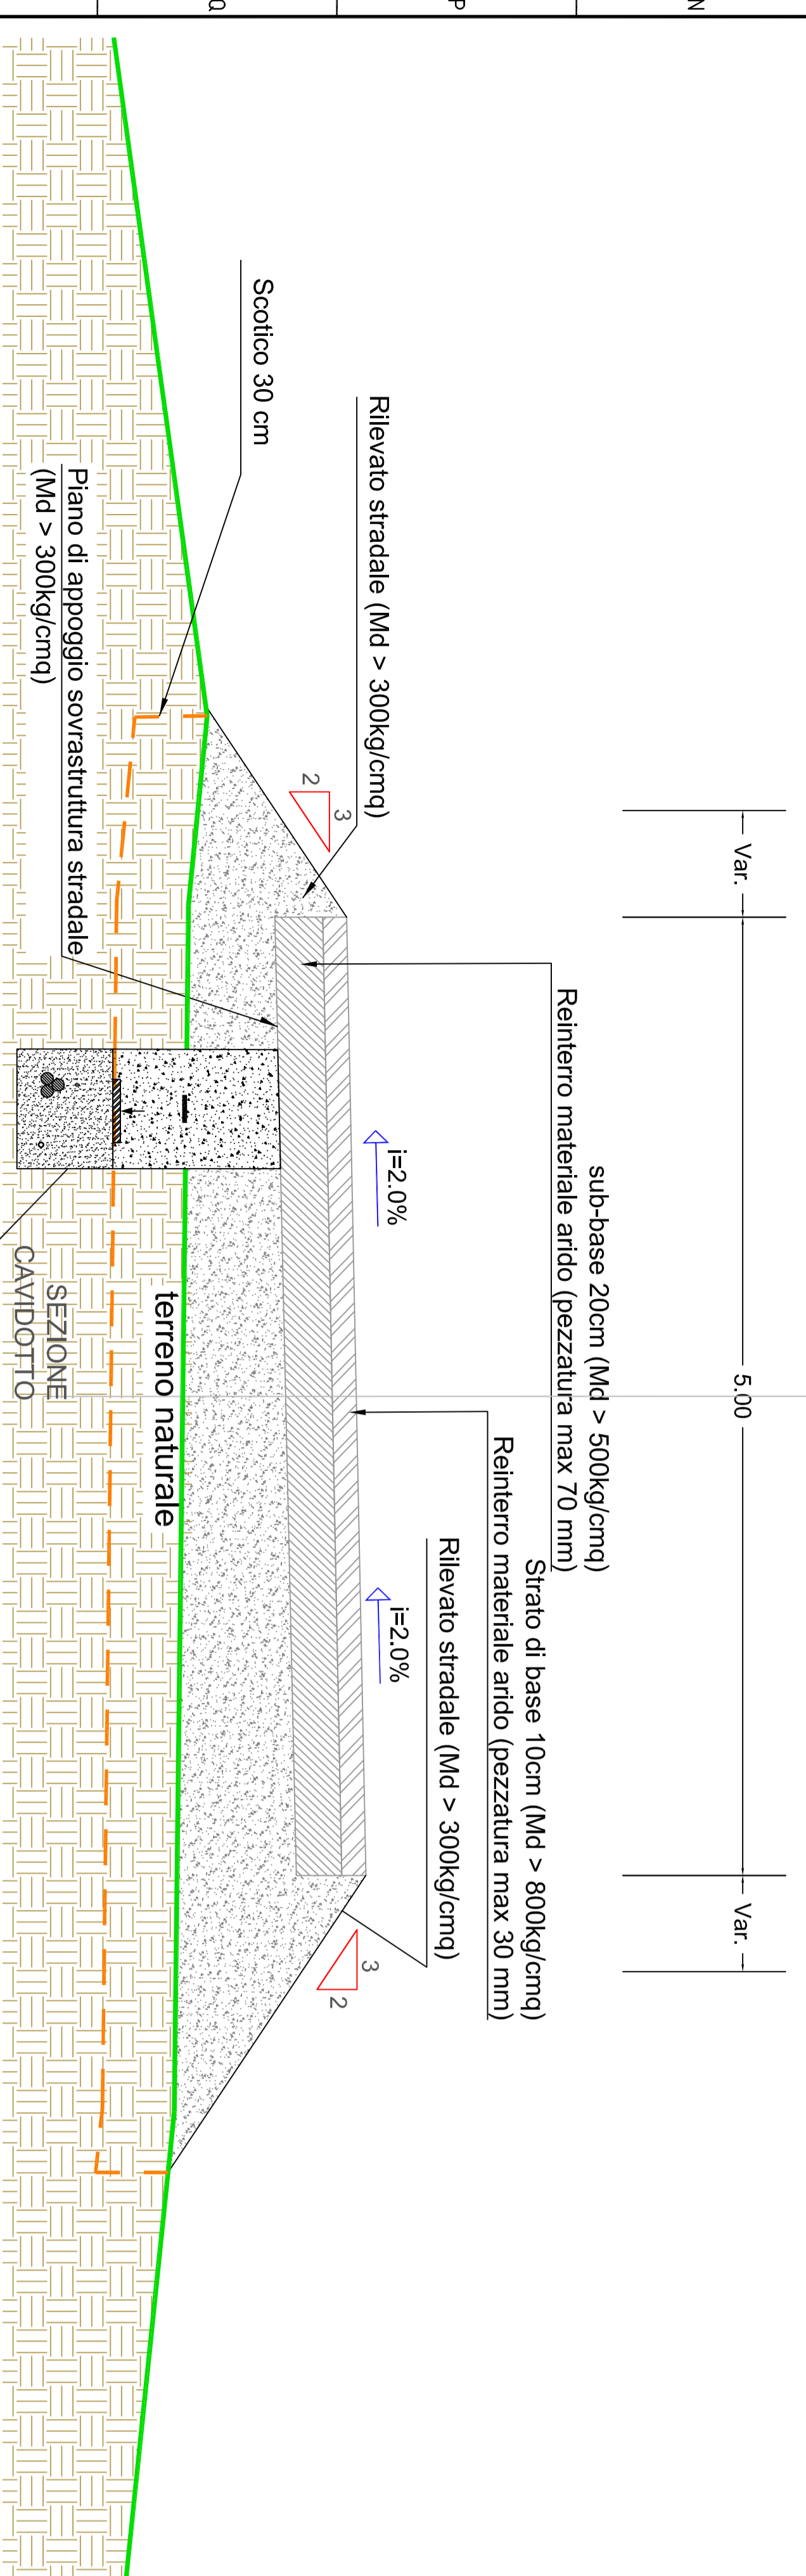 N
P
Q
Var.
5.00
Var.
sub-base 20cm (Md > 500kg/cmq)
Reinterro materiale arido (pezzatura max 70 mm)
Strato di base 10cm (Md > 800kg/cmq)
Reinterro materiale arido (pezzatura max 30 mm)
Rilevato stradale (Md > 300kg/cmq)
i=2.0%
i=2.0%
Rilevato stradale (Md > 300kg/cmq)
3
2
3
2
Scotico 30 cm
terreno naturale
Piano di appoggio sovrastruttura stradale
(Md > 300kg/cmq)
SEZIONE
CAVIDOTTO